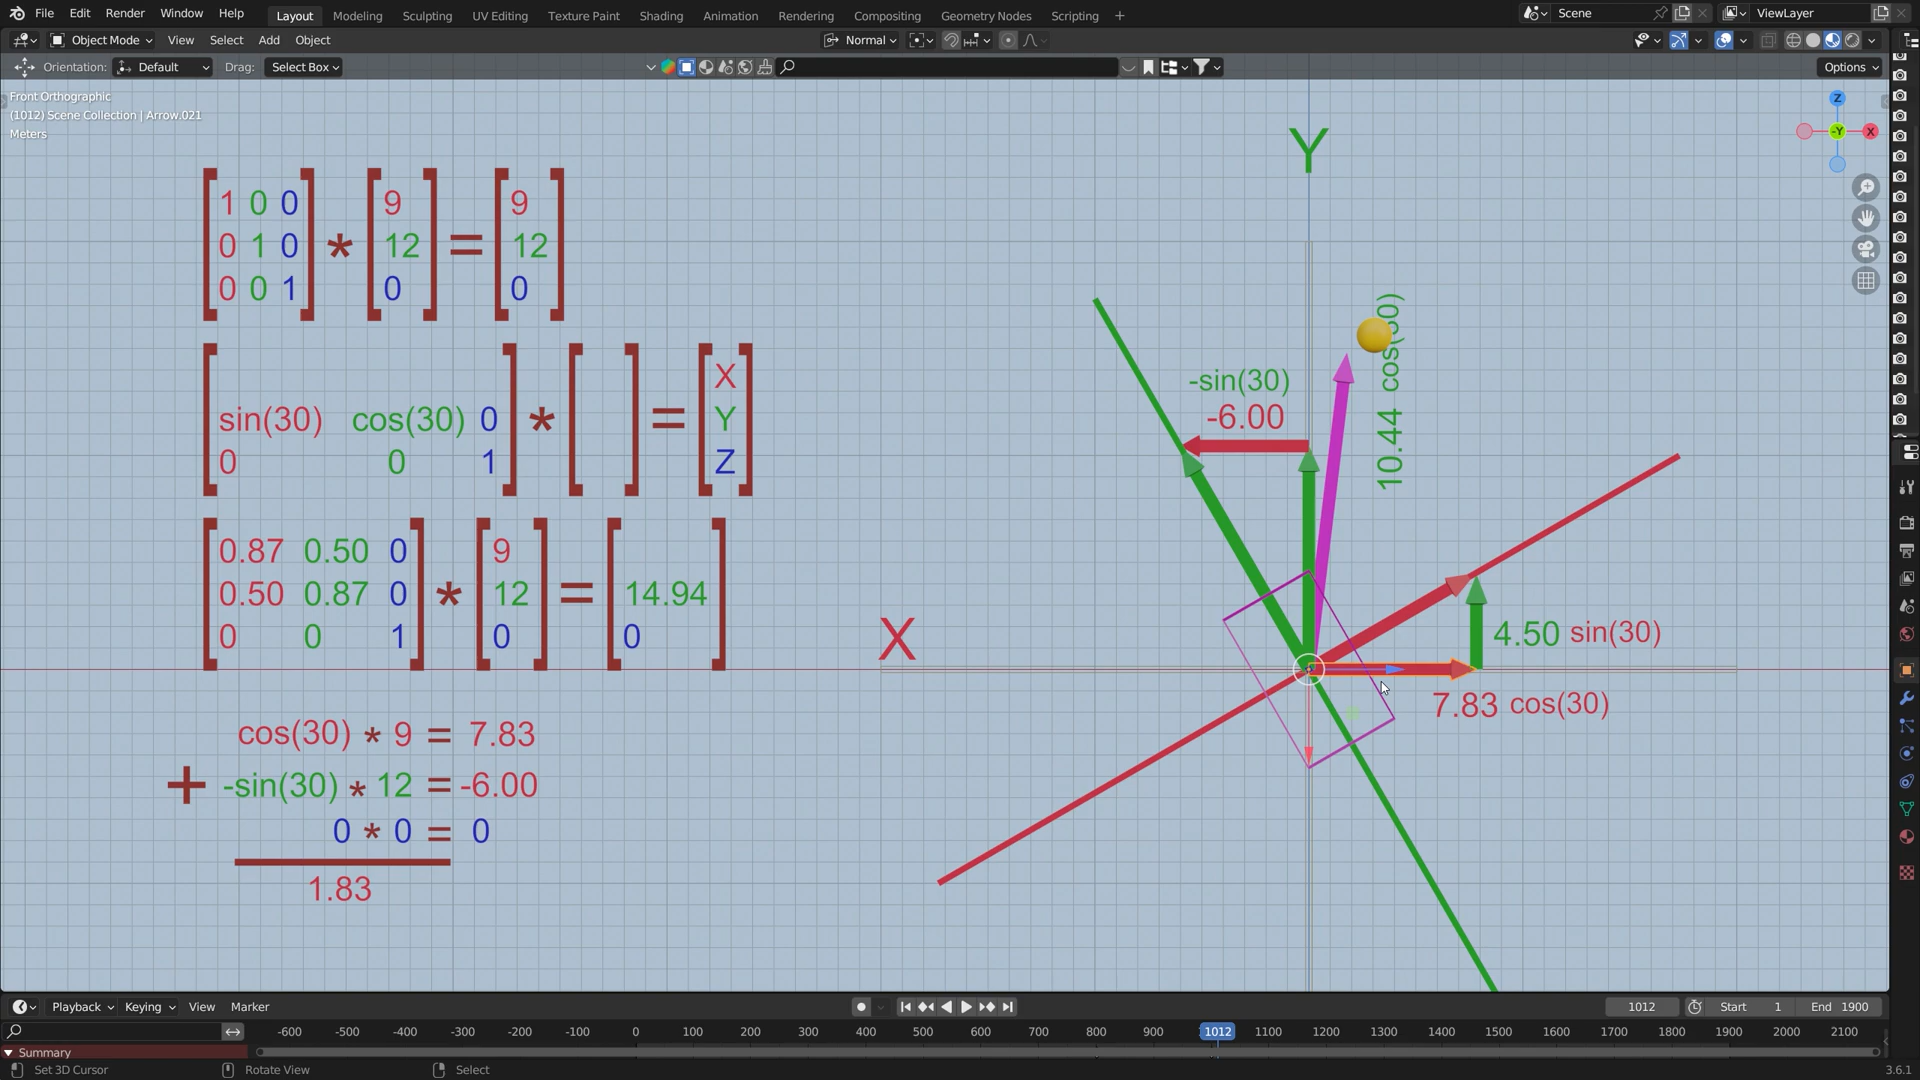 File Edit Render Window Help
Layout Modeling Sculpting UV Editing Texture Paint Shading Animation Rendering Compositing Geometry Nodes Scripting +
Scene
ViewLayer
Object Mode View Select Add Object
Normal
Orientation: Default Drag: Select Box
Options
Front Orthographic
(1012) Scene Collection | Arrow.021
Meters
Z
-Y X
1 0 0 9 9
0 1 0 * 12 = 12
0 0 1 0 0
X
sin(30) cos(30) 0 * = Y
0 0 1 Z
0.87 0.50 0 9
0.50 0.87 0 * 12 = 14.94
0 0 1 0 0
cos(30) * 9 = 7.83
+ -sin(30) * 12 = -6.00
0 * 0 = 0
1.83
Y
-sin(30)
-6.00
10.44
X
4.50 sin(30)
7.83 cos(30)
Playback Keying View Marker
1012
Start 1
End 1900
-600 -500 -400 -300 -200 -100 0 100 200 300 400 500 600 700 800 900 1012 1100 1200 1300 1400 1500 1600 1700 1800 1900 2000 2100
Summary
Set 3D Cursor
Rotate View
Select
3.6.1